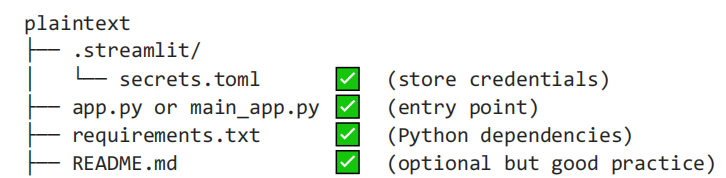 plaintext
├── .streamlit/
│   └── secrets.toml      ✅  (store credentials)
├── app.py or main_app.py ✅  (entry point)
├── requirements.txt      ✅  (Python dependencies)
├── README.md             ✅  (optional but good practice)